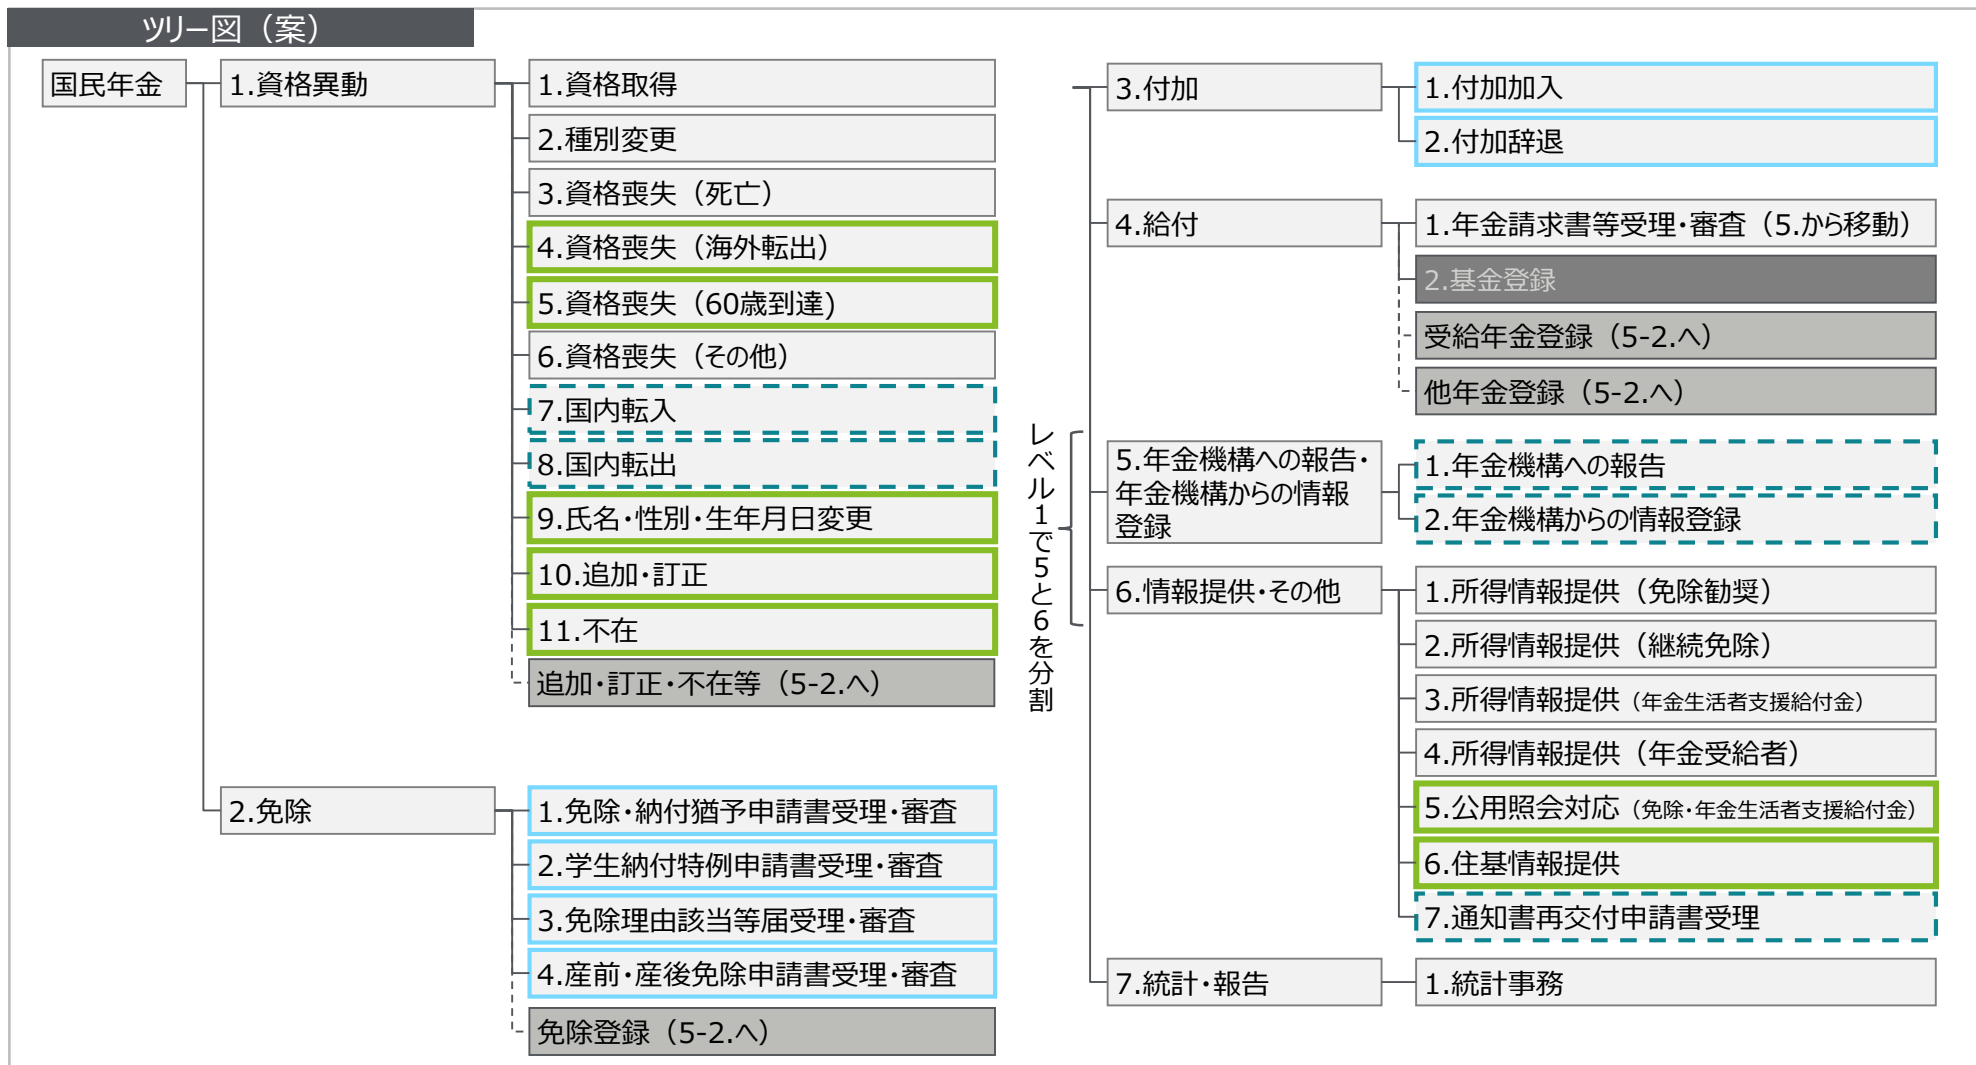 ツリー図（案）
国民年金
1.資格異動
1.資格取得
2.種別変更
3.資格喪失（死亡）
4.資格喪失（海外転出）
5.資格喪失（60歳到達)
6.資格喪失（その他）
7.国内転入
8.国内転出
9.氏名・性別・生年月日変更
10.追加・訂正
11.不在
追加・訂正・不在等（5-2.へ）
2.免除
1.免除・納付猶予申請書受理・審査
2.学生納付特例申請書受理・審査
3.免除理由該当等届受理・審査
4.産前・産後免除申請書受理・審査
免除登録（5-2.へ）
レベル１で５と６を分割
3.付加
1.付加加入
2.付加辞退
4.給付
1.年金請求書等受理・審査（5.から移動）
2.基金登録
受給年金登録（5-2.へ）
他年金登録（5-2.へ）
5.年金機構への報告・
年金機構からの情報
登録
1.年金機構への報告
2.年金機構からの情報登録
6.情報提供・その他
1.所得情報提供（免除勧奨）
2.所得情報提供（継続免除）
3.所得情報提供（年金生活者支援給付金）
4.所得情報提供（年金受給者）
5.公用照会対応（免除・年金生活者支援給付金）
6.住基情報提供
7.通知書再交付申請書受理
7.統計・報告
1.統計事務